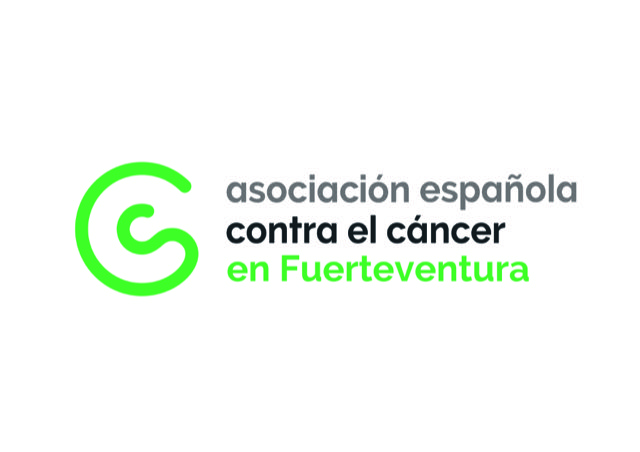 asociación española
contra el cáncer
en Fuerteventura